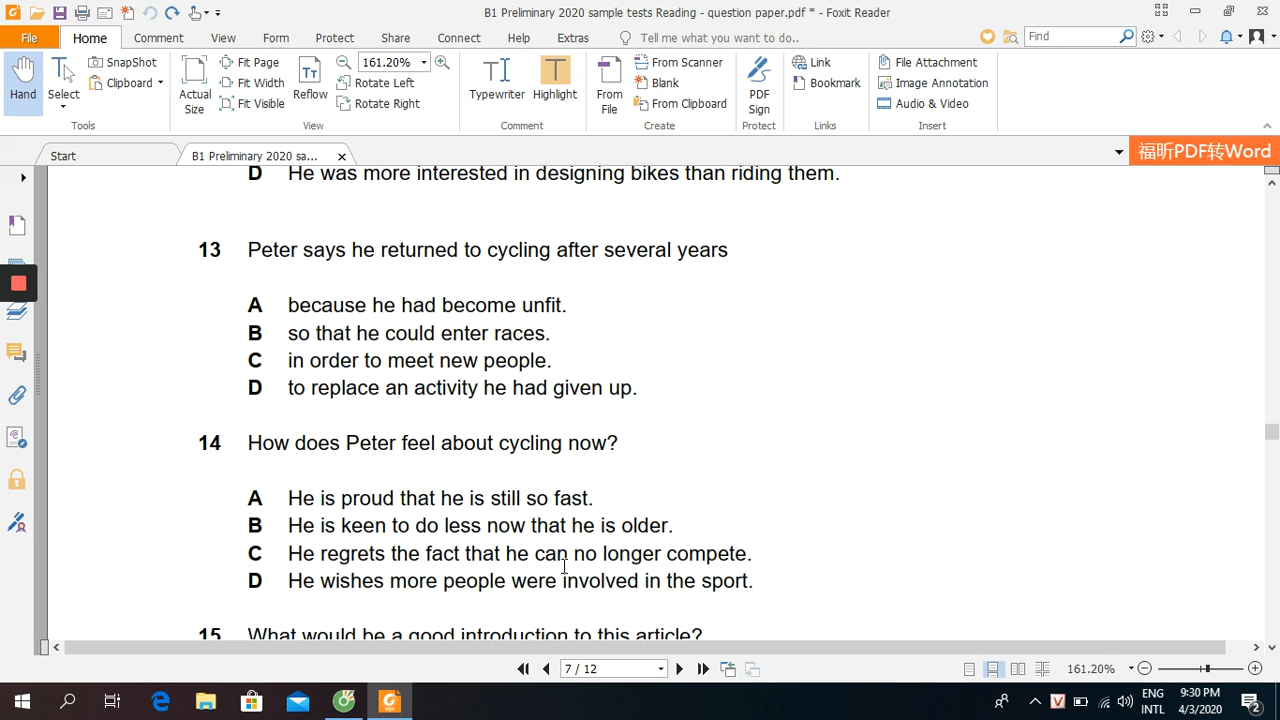 B1 Preliminary 2020 sample tests Reading - question paper.pdf * - Foxit Reader
File Home Comment View Form Protect Share Connect Help Extras Tell me what you want to do.. Find
Hand
Select
SnapShot
Clipboard
Tools
Actual Size
Fit Page
Fit Width
Fit Visible
Reflow
161.20%
Rotate Left
Rotate Right
View
Typewriter
Highlight
Comment
From File
From Scanner
Blank
From Clipboard
Create
PDF Sign
Protect
Link
Bookmark
Links
File Attachment
Image Annotation
Audio & Video
Insert
Start
B1 Preliminary 2020 sa...
福昕PDF转Word
D He was more interested in designing bikes than riding them.
13 Peter says he returned to cycling after several years
A because he had become unfit.
B so that he could enter races.
C in order to meet new people.
D to replace an activity he had given up.
14 How does Peter feel about cycling now?
A He is proud that he is still so fast.
B He is keen to do less now that he is older.
C He regrets the fact that he can no longer compete.
D He wishes more people were involved in the sport.
15 What would be a good introduction to this article?
7 / 12
161.20%
ENG
INTL
9:30 PM
4/3/2020
2